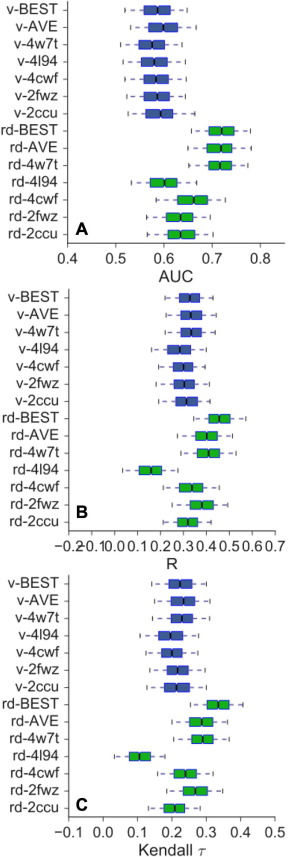 v-BEST
v-AVE
v-4w7t
v-4l94
v-4cwf
v-2fwz
v-2ccu
rd-BEST
rd-AVE
rd-4w7t
rd-4l94
rd-4cwf
rd-2fwz
rd-2ccu
A
0.4 0.5 0.6 0.7 0.8
AUC
v-BEST
v-AVE
v-4w7t
v-4l94
v-4cwf
v-2fwz
v-2ccu
rd-BEST
rd-AVE
rd-4w7t
rd-4l94
rd-4cwf
rd-2fwz
rd-2ccu
B
−0.2 −0.1 0.0 0.1 0.2 0.3 0.4 0.5 0.6 0.7
R
v-BEST
v-AVE
v-4w7t
v-4l94
v-4cwf
v-2fwz
v-2ccu
rd-BEST
rd-AVE
rd-4w7t
rd-4l94
rd-4cwf
rd-2fwz
rd-2ccu
C
−0.1 0.0 0.1 0.2 0.3 0.4 0.5
Kendall τ